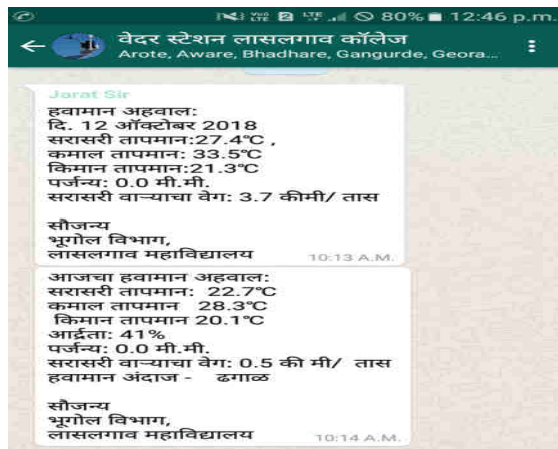 80% 12:46 p.m.
वेदर स्टेशन लासलगाव कॉलेज
Arote, Aware, Bhadhare, Gangurde, Geora...
Jarat Sir
हवामान अहवाल:
दि. 12 ऑक्टोबर 2018
सरासरी तापमान:27.4°C ,
कमाल तापमान: 33.5°C
किमान तापमान:21.3°C
पर्जन्य: 0.0 मी.मी.
सरासरी वाऱ्याचा वेग: 3.7 कीमी/ तास
सौजन्य
भूगोल विभाग,
लासलगाव महाविद्यालय
10:13 A.M.
आजचा हवामान अहवाल:
सरासरी तापमान: 22.7°C
कमाल तापमान 28.3°C
किमान तापमान 20.1°C
आर्द्रता: 41%
पर्जन्य: 0.0 मी.मी.
सरासरी वाऱ्याचा वेग: 0.5 की मी/ तास
हवामान अंदाज - ढगाळ
सौजन्य
भूगोल विभाग,
लासलगाव महाविद्यालय
10:14 A.M.